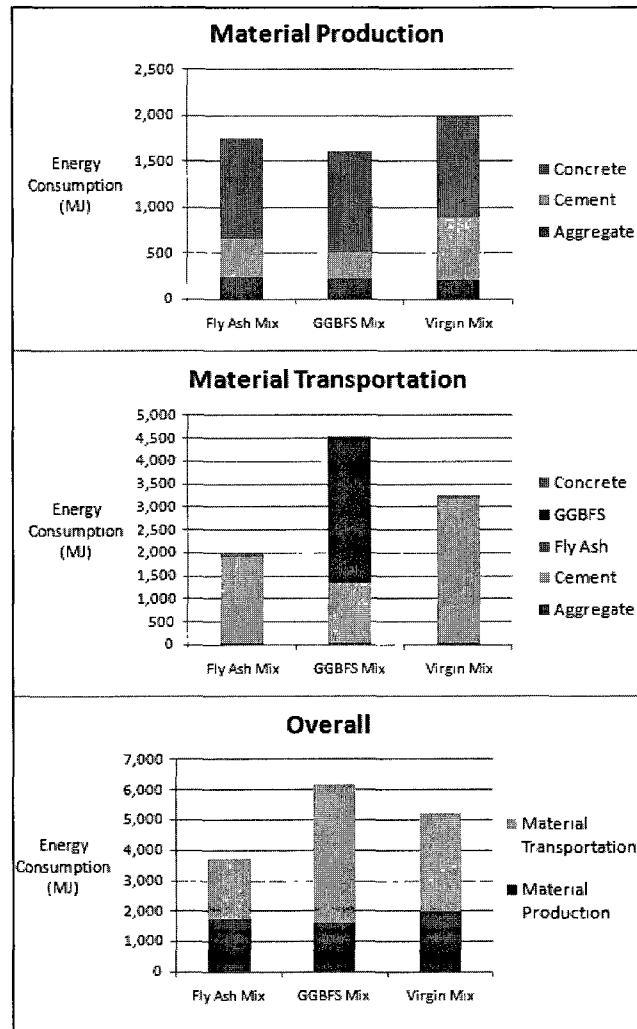 Material Production
2,500
2,000
1,500
1,000
500
0
Energy
Consumption
(MJ)
Concrete
Cement
Aggregate
Fly Ash Mix
GGBFS Mix
Virgin Mix
Material Transportation
5,000
4,500
4,000
3,500
3,000
2,500
2,000
1,500
1,000
500
0
Energy
Consumption
(MJ)
Concrete
GGBFS
Fly Ash
Cement
Aggregate
Fly Ash Mix
GGBFS Mix
Virgin Mix
Overall
7,000
6,000
5,000
4,000
3,000
2,000
1,000
0
Energy
Consumption
(MJ)
Material
Transportation
Material
Production
Fly Ash Mix
GGBFS Mix
Virgin Mix